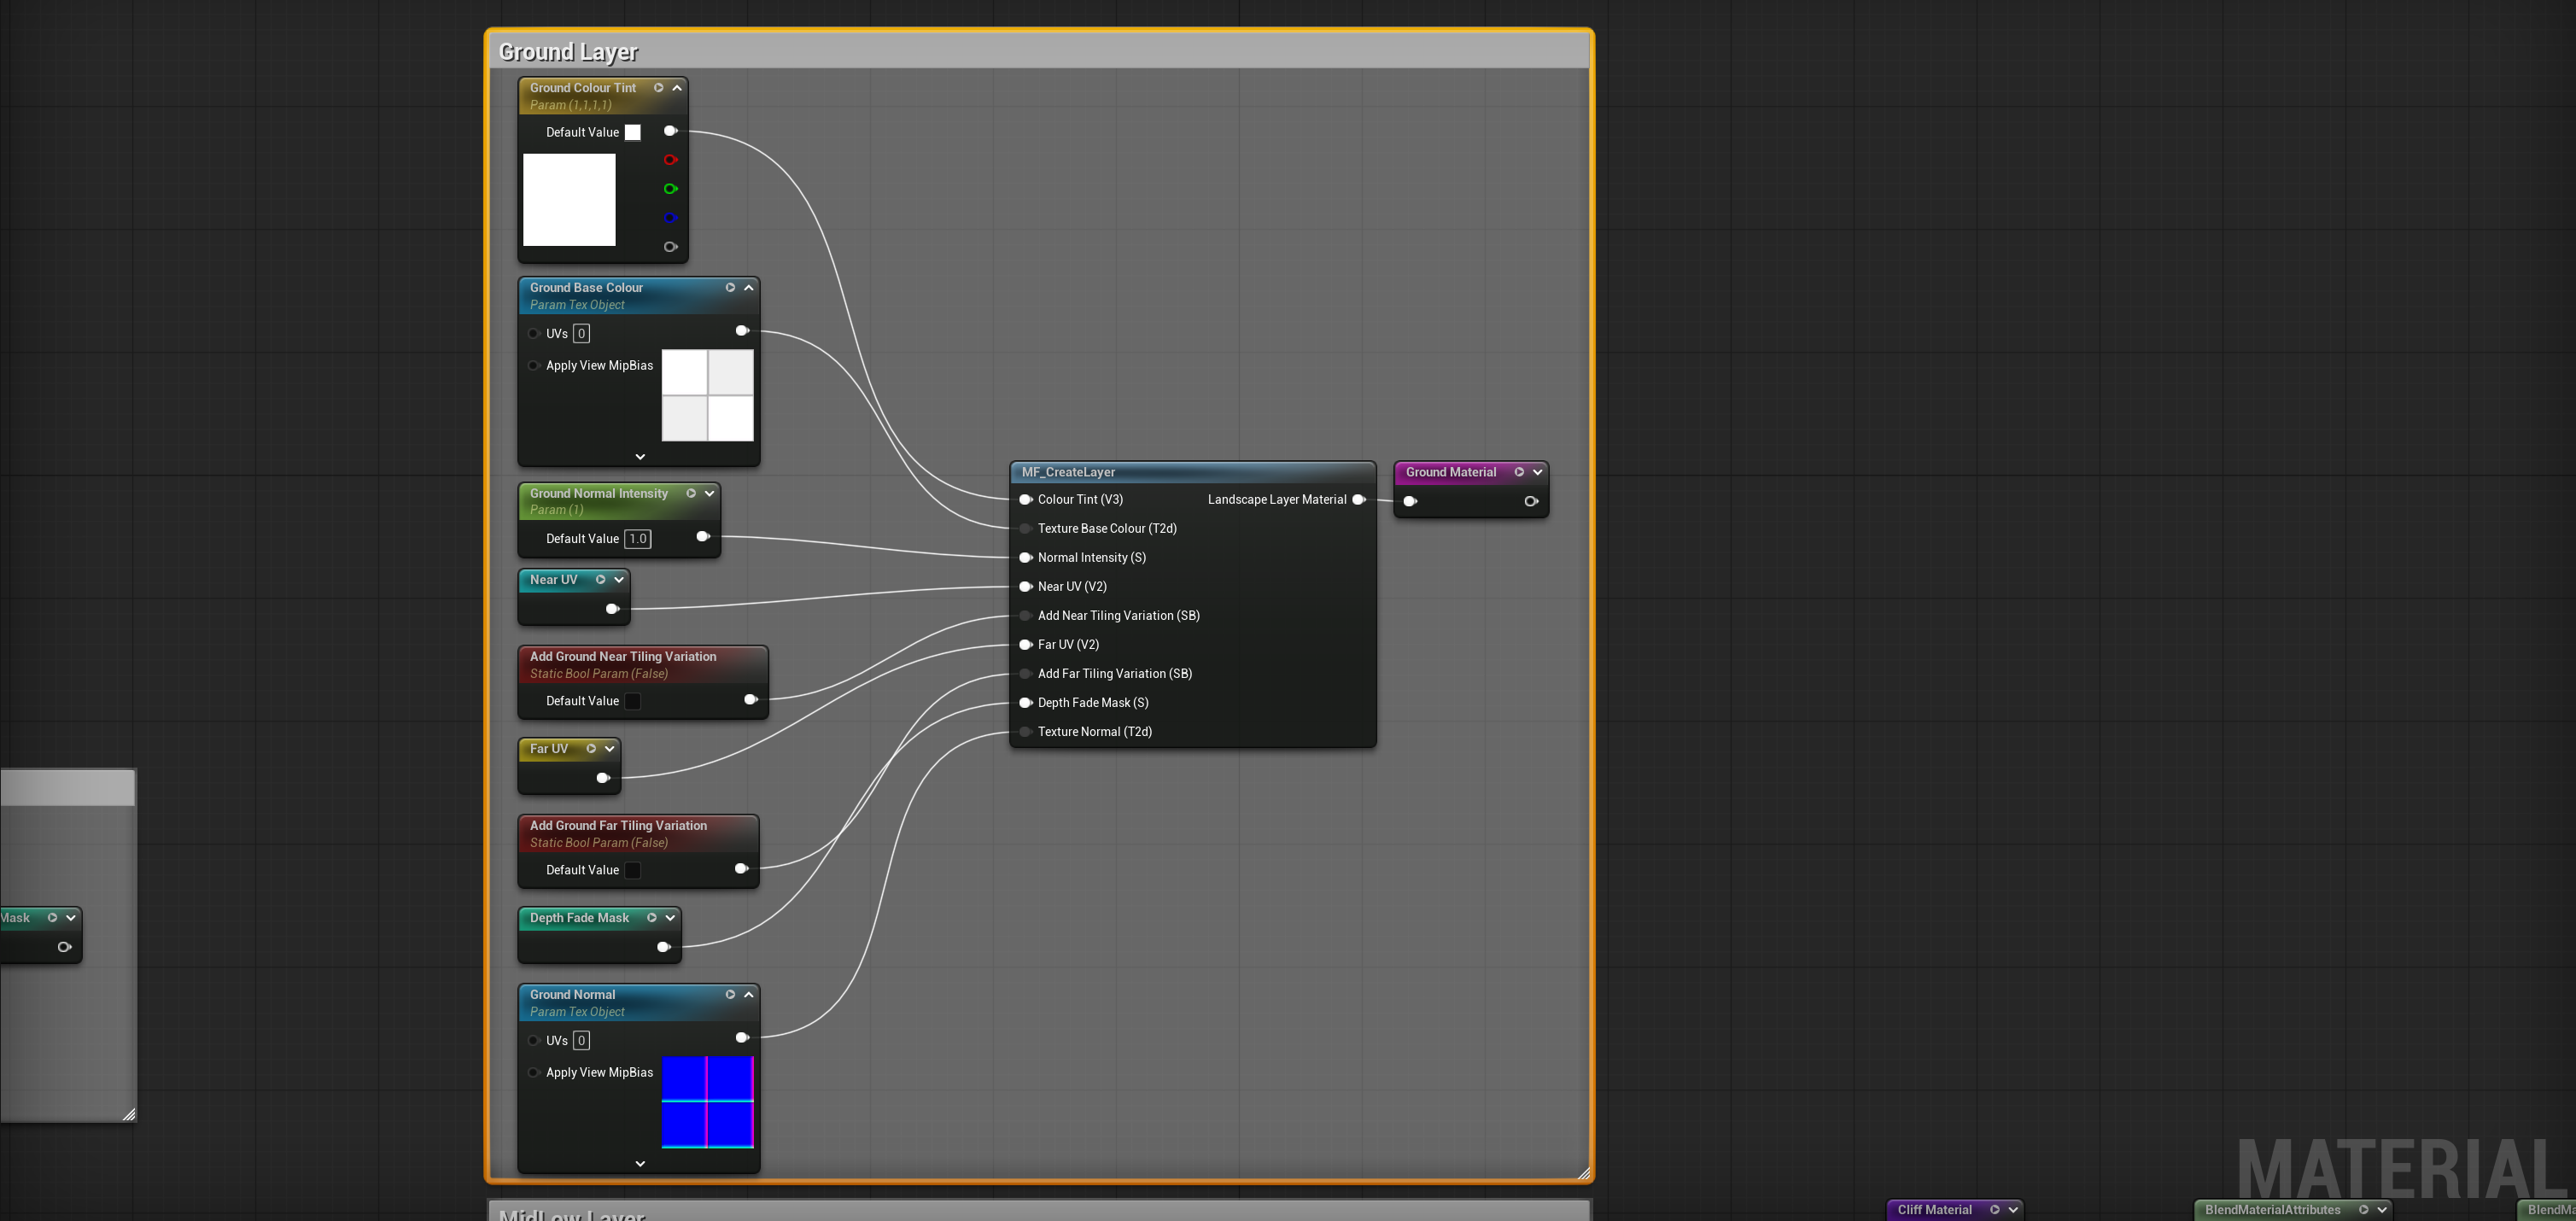 Ground Layer
Ground Colour Tint
Param (1,1,1,1)
Default Value
Ground Base Colour
Param Tex Object
UVs 0
Apply View MipBias
Ground Normal Intensity
Param (1)
Default Value 1.0
Near UV
Add Ground Near Tiling Variation
Static Bool Param (False)
Default Value
Far UV
Add Ground Far Tiling Variation
Static Bool Param (False)
Default Value
Depth Fade Mask
Ground Normal
Param Tex Object
UVs 0
Apply View MipBias
MF_CreateLayer
Colour Tint (V3) Landscape Layer Material
Texture Base Colour (T2d)
Normal Intensity (S)
Near UV (V2)
Add Near Tiling Variation (SB)
Far UV (V2)
Add Far Tiling Variation (SB)
Depth Fade Mask (S)
Texture Normal (T2d)
Ground Material
Mask
MidLow Layer
Cliff Material
BlendMaterialAttributes
BlendMa
MATERIAL